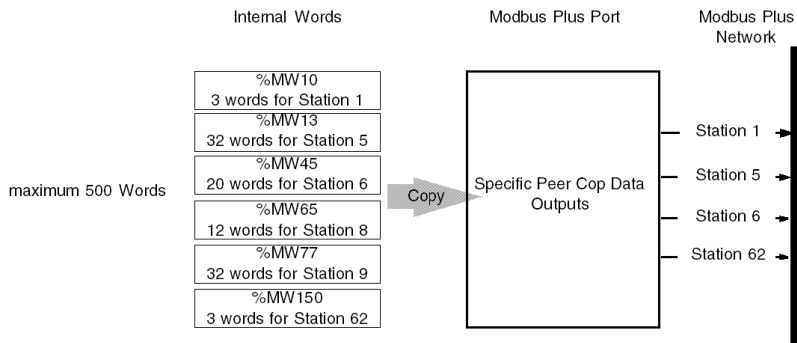 Internal Words
Modbus Plus Port
Modbus Plus
Network
%MW10
3 words for Station 1
%MW13
32 words for Station 5
%MW45
20 words for Station 6
%MW65
12 words for Station 8
%MW77
32 words for Station 9
%MW150
3 words for Station 62
maximum 500 Words
Copy
Specific Peer Cop Data
Outputs
Station 1
Station 5
Station 6
Station 62